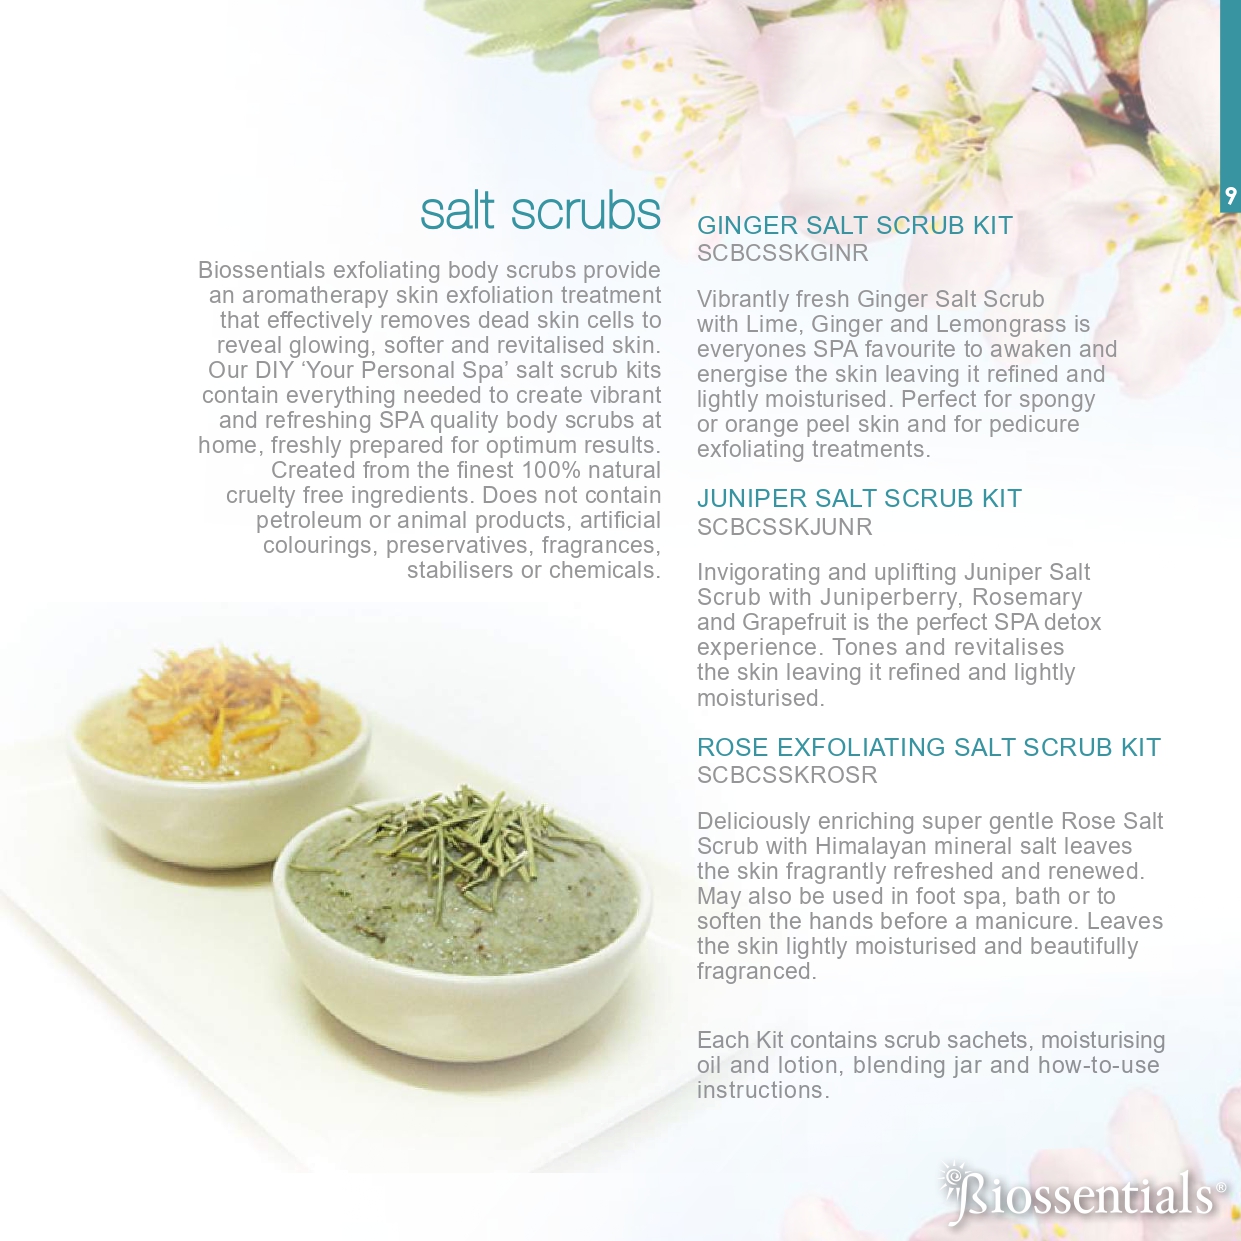 9
salt scrubs
Biossentials exfoliating body scrubs provide
an aromatherapy skin exfoliation treatment
that effectively removes dead skin cells to
reveal glowing, softer and revitalised skin.
Our DIY ‘Your Personal Spa’ salt scrub kits
contain everything needed to create vibrant
and refreshing SPA quality body scrubs at
home, freshly prepared for optimum results.
Created from the finest 100% natural
cruelty free ingredients. Does not contain
petroleum or animal products, artificial
colourings, preservatives, fragrances,
stabilisers or chemicals.
GINGER SALT SCRUB KIT
SCBCSSKGINR
Vibrantly fresh Ginger Salt Scrub
with Lime, Ginger and Lemongrass is
everyones SPA favourite to awaken and
energise the skin leaving it refined and
lightly moisturised. Perfect for spongy
or orange peel skin and for pedicure
exfoliating treatments.
JUNIPER SALT SCRUB KIT
SCBCSSKJUNR
Invigorating and uplifting Juniper Salt
Scrub with Juniperberry, Rosemary
and Grapefruit is the perfect SPA detox
experience. Tones and revitalises
the skin leaving it refined and lightly
moisturised.
ROSE EXFOLIATING SALT SCRUB KIT
SCBCSSKROSR
Deliciously enriching super gentle Rose Salt
Scrub with Himalayan mineral salt leaves
the skin fragrantly refreshed and renewed.
May also be used in foot spa, bath or to
soften the hands before a manicure. Leaves
the skin lightly moisturised and beautifully
fragranced.
Each Kit contains scrub sachets, moisturising
oil and lotion, blending jar and how-to-use
instructions.
Biossentials®